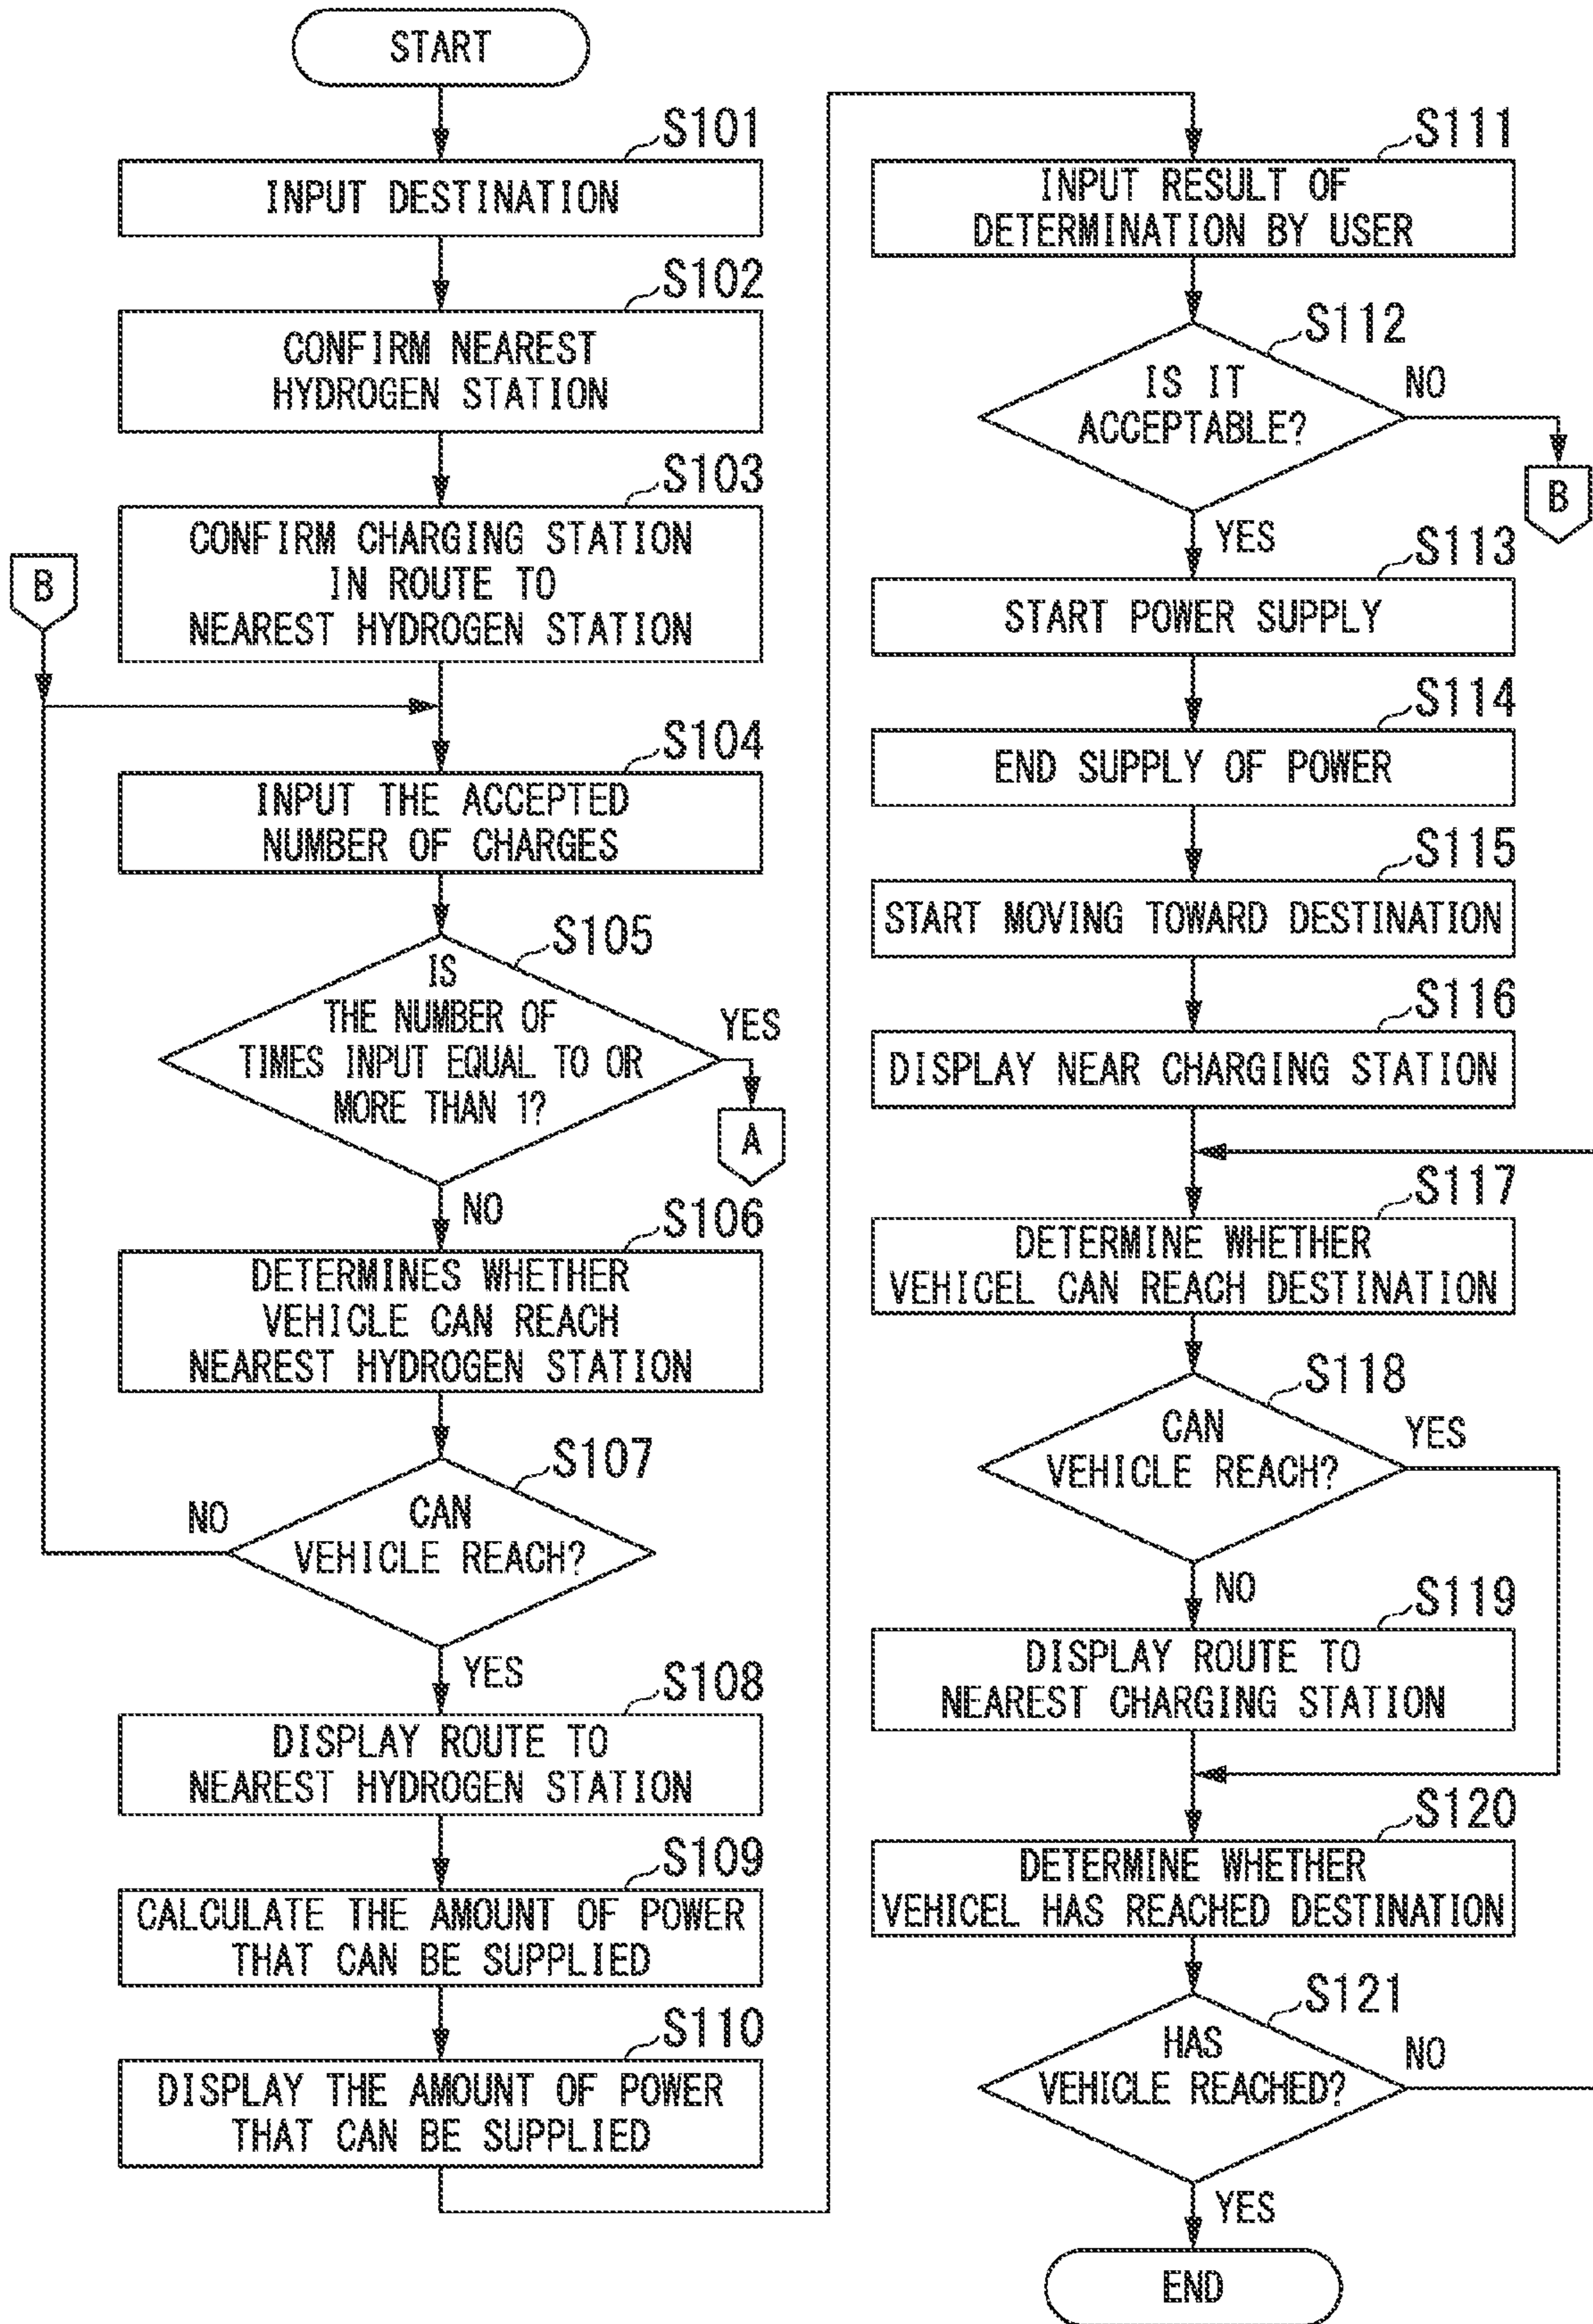 START
S101
INPUT DESTINATION
S102
CONFIRM NEAREST
HYDROGEN STATION
S103
CONFIRM CHARGING STATION
IN ROUTE TO
NEAREST HYDROGEN STATION
B
S104
INPUT THE ACCEPTED
NUMBER OF CHARGES
S105
IS
THE NUMBER OF
TIMES INPUT EQUAL TO OR
MORE THAN 1?
YES
A
NO
S106
DETERMINES WHETHER
VEHICLE CAN REACH
NEAREST HYDROGEN STATION
S107
CAN
VEHICLE REACH?
NO
YES
S108
DISPLAY ROUTE TO
NEAREST HYDROGEN STATION
S109
CALCULATE THE AMOUNT OF POWER
THAT CAN BE SUPPLIED
S110
DISPLAY THE AMOUNT OF POWER
THAT CAN BE SUPPLIED
S111
INPUT RESULT OF
DETERMINATION BY USER
S112
IS IT
ACCEPTABLE?
NO
B
YES
S113
START POWER SUPPLY
S114
END SUPPLY OF POWER
S115
START MOVING TOWARD DESTINATION
S116
DISPLAY NEAR CHARGING STATION
S117
DETERMINE WHETHER
VEHICEL CAN REACH DESTINATION
S118
CAN
VEHICLE REACH?
YES
NO
S119
DISPLAY ROUTE TO
NEAREST CHARGING STATION
S120
DETERMINE WHETHER
VEHICEL HAS REACHED DESTINATION
S121
HAS
VEHICLE REACHED?
NO
YES
END